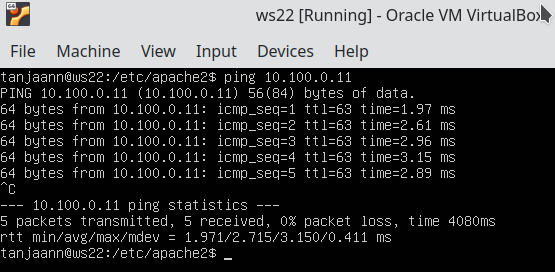 ws22 [Running] - Oracle VM VirtualBox
File Machine View Input Devices Help
tanjaann@ws22:/etc/apache2$ ping 10.100.0.11
PING 10.100.0.11 (10.100.0.11) 56(84) bytes of data.
64 bytes from 10.100.0.11: icmp_seq=1 ttl=63 time=1.97 ms
64 bytes from 10.100.0.11: icmp_seq=2 ttl=63 time=2.61 ms
64 bytes from 10.100.0.11: icmp_seq=3 ttl=63 time=2.96 ms
64 bytes from 10.100.0.11: icmp_seq=4 ttl=63 time=3.15 ms
64 bytes from 10.100.0.11: icmp_seq=5 ttl=63 time=2.89 ms
^C
--- 10.100.0.11 ping statistics ---
5 packets transmitted, 5 received, 0% packet loss, time 4080ms
rtt min/avg/max/mdev = 1.971/2.715/3.150/0.411 ms
tanjaann@ws22:/etc/apache2$ _